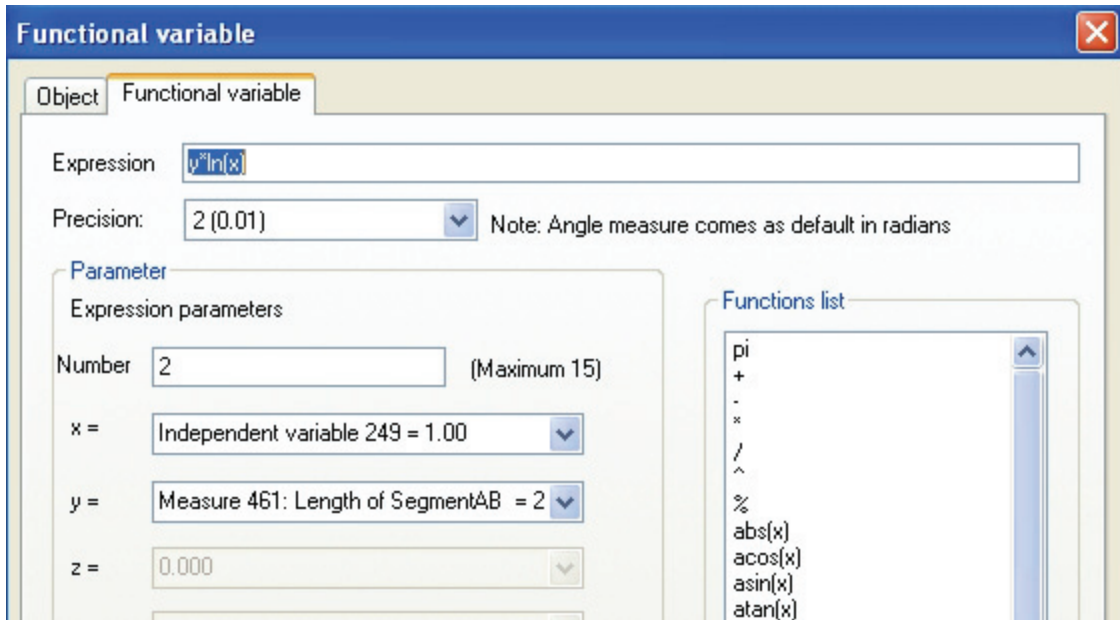 Functional variable
Object
Functional variable
Expression
y*ln(x)
Precision:
2 (0.01)
Note: Angle measure comes as default in radians
Parameter
Expression parameters
Number
2
(Maximum 15)
x =
Independent variable 249 = 1.00
y =
Measure 461: Length of SegmentAB = 2
z =
0.000
Functions list
pi
+
-
*
/
^
%
abs(x)
acos(x)
asin(x)
atan(x)